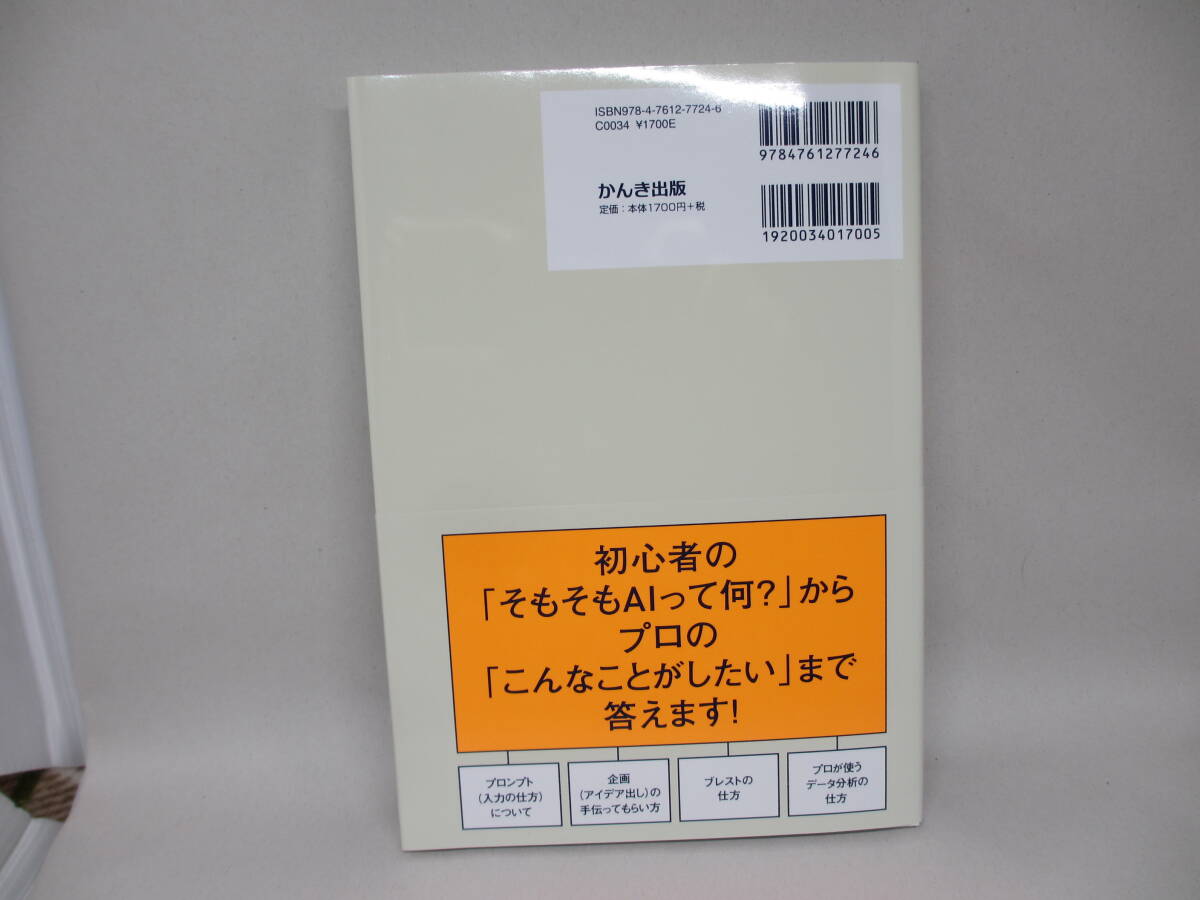 ISBN978-4-7612-7724-6
C0034 ¥1700E
9784761277246
かんき出版
定価：本体1700円+税
1920034017005
初心者の
「そもそもAIって何？」から
プロの
「こんなことがしたい」まで
答えます！
プロンプト
（入力の仕方）
について
企画
（アイデア出し）の
手伝ってもらい方
ブレストの
仕方
プロが使う
データ分析の
仕方